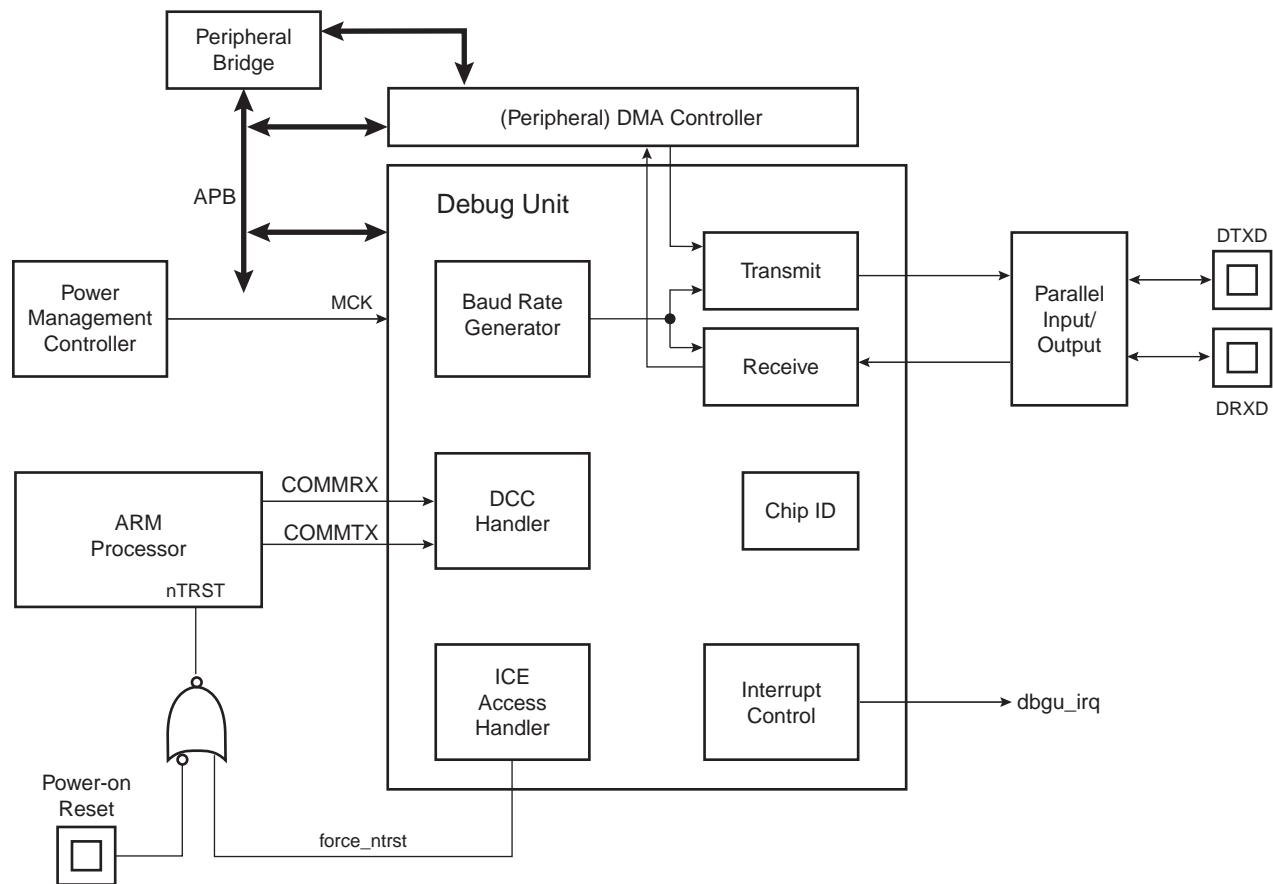 Peripheral
Bridge
(Peripheral) DMA Controller
APB
Debug Unit
Power
Management
Controller
MCK
Baud Rate
Generator
Transmit
Receive
Parallel
Input/
Output
DTXD
DRXD
ARM
Processor
nTRST
COMMRX
COMMTX
DCC
Handler
Chip ID
ICE
Access
Handler
Interrupt
Control
dbgu_irq
Power-on
Reset
force_ntrst